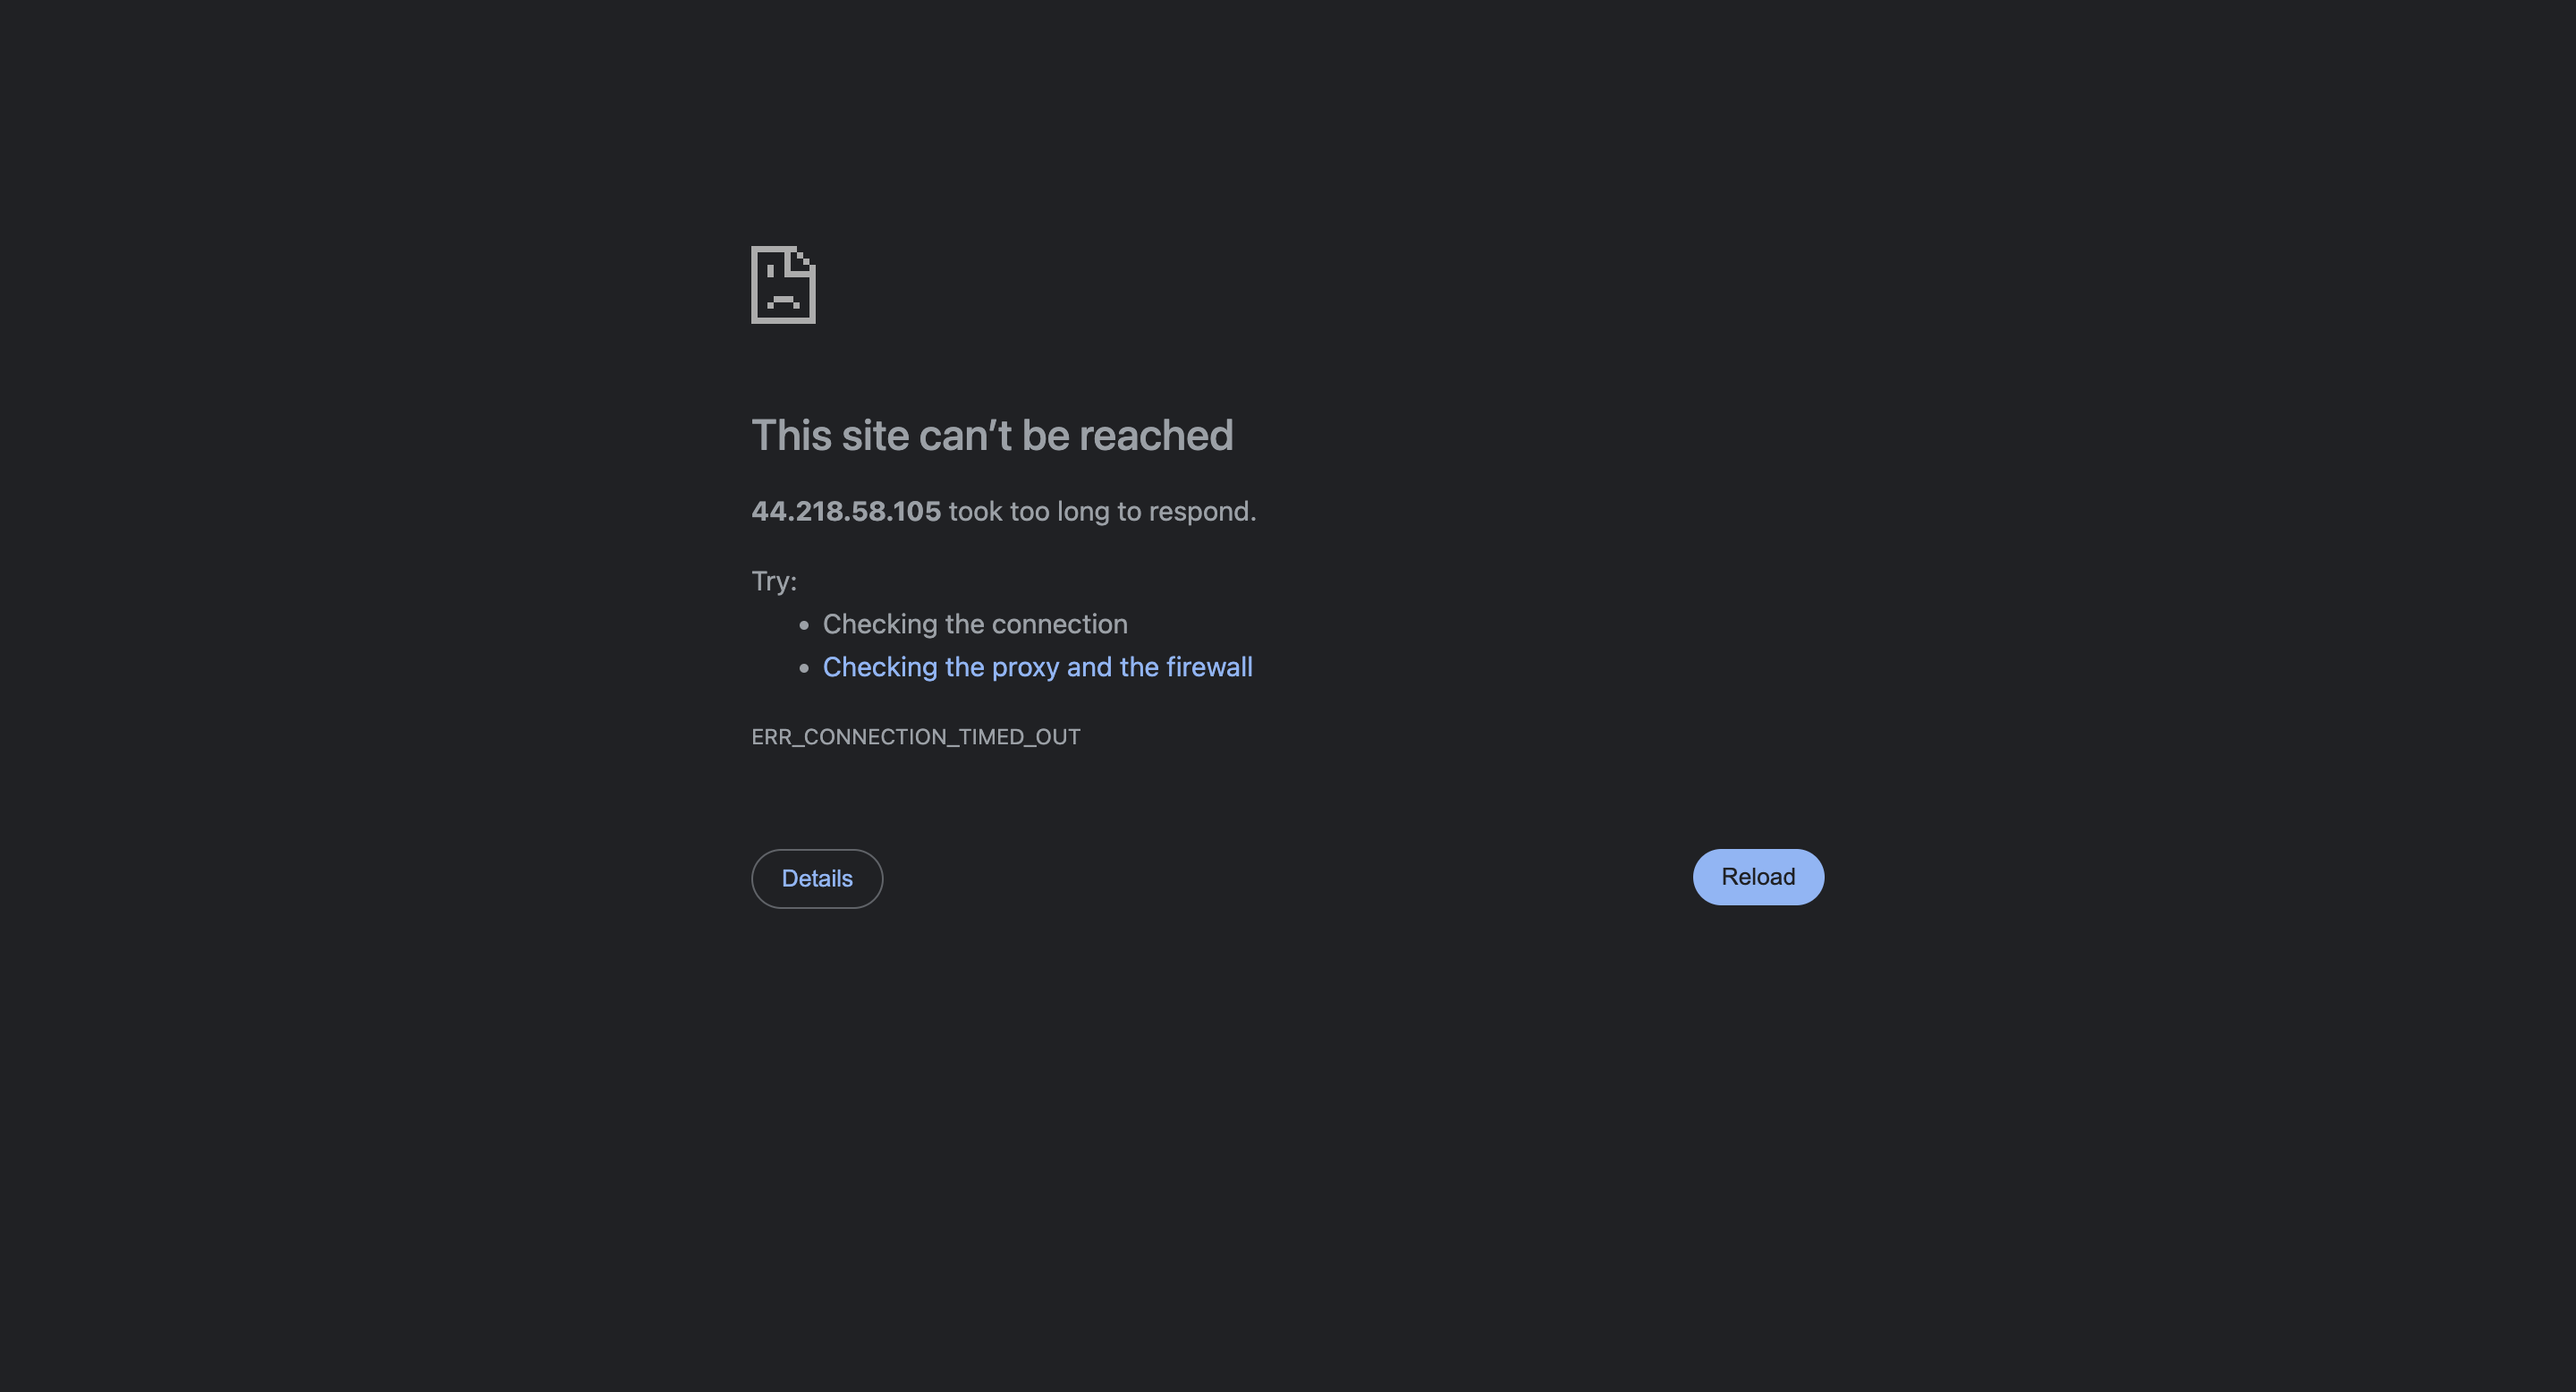 This site can’t be reached
44.218.58.105 took too long to respond.
Try:
• Checking the connection
• Checking the proxy and the firewall
ERR_CONNECTION_TIMED_OUT
Details
Reload